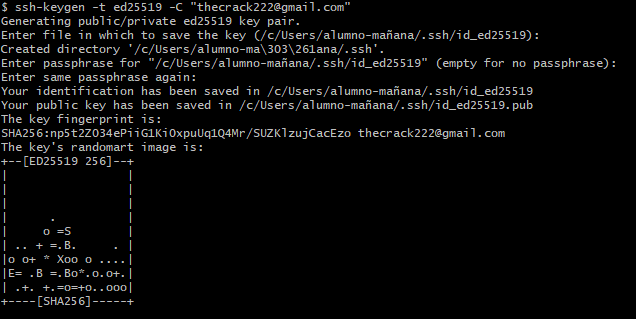 $ ssh-keygen -t ed25519 -C "thecrack222@gmail.com"
Generating public/private ed25519 key pair.
Enter file in which to save the key (/c/Users/alumno-mañana/.ssh/id_ed25519):
Created directory '/c/Users/alumno-ma\303\261ana/.ssh'.
Enter passphrase for "/c/Users/alumno-mañana/.ssh/id_ed25519" (empty for no passphrase):
Enter same passphrase again:
Your identification has been saved in /c/Users/alumno-mañana/.ssh/id_ed25519
Your public key has been saved in /c/Users/alumno-mañana/.ssh/id_ed25519.pub
The key fingerprint is:
SHA256:np5t2ZO34ePiiG1KiOxpuUq1Q4Mr/SUZKlzujCacEzo thecrack222@gmail.com
The key's randomart image is:
+--[ED25519 256]--+
|                 |
|                 |
|                 |
|      .          |
|     o =S        |
| .. + =.B.     . |
|o o+ * Xoo o ....|
|E= .B =.Bo*.o.o+.|
| .+. +.=o=+o..ooo|
+----[SHA256]-----+